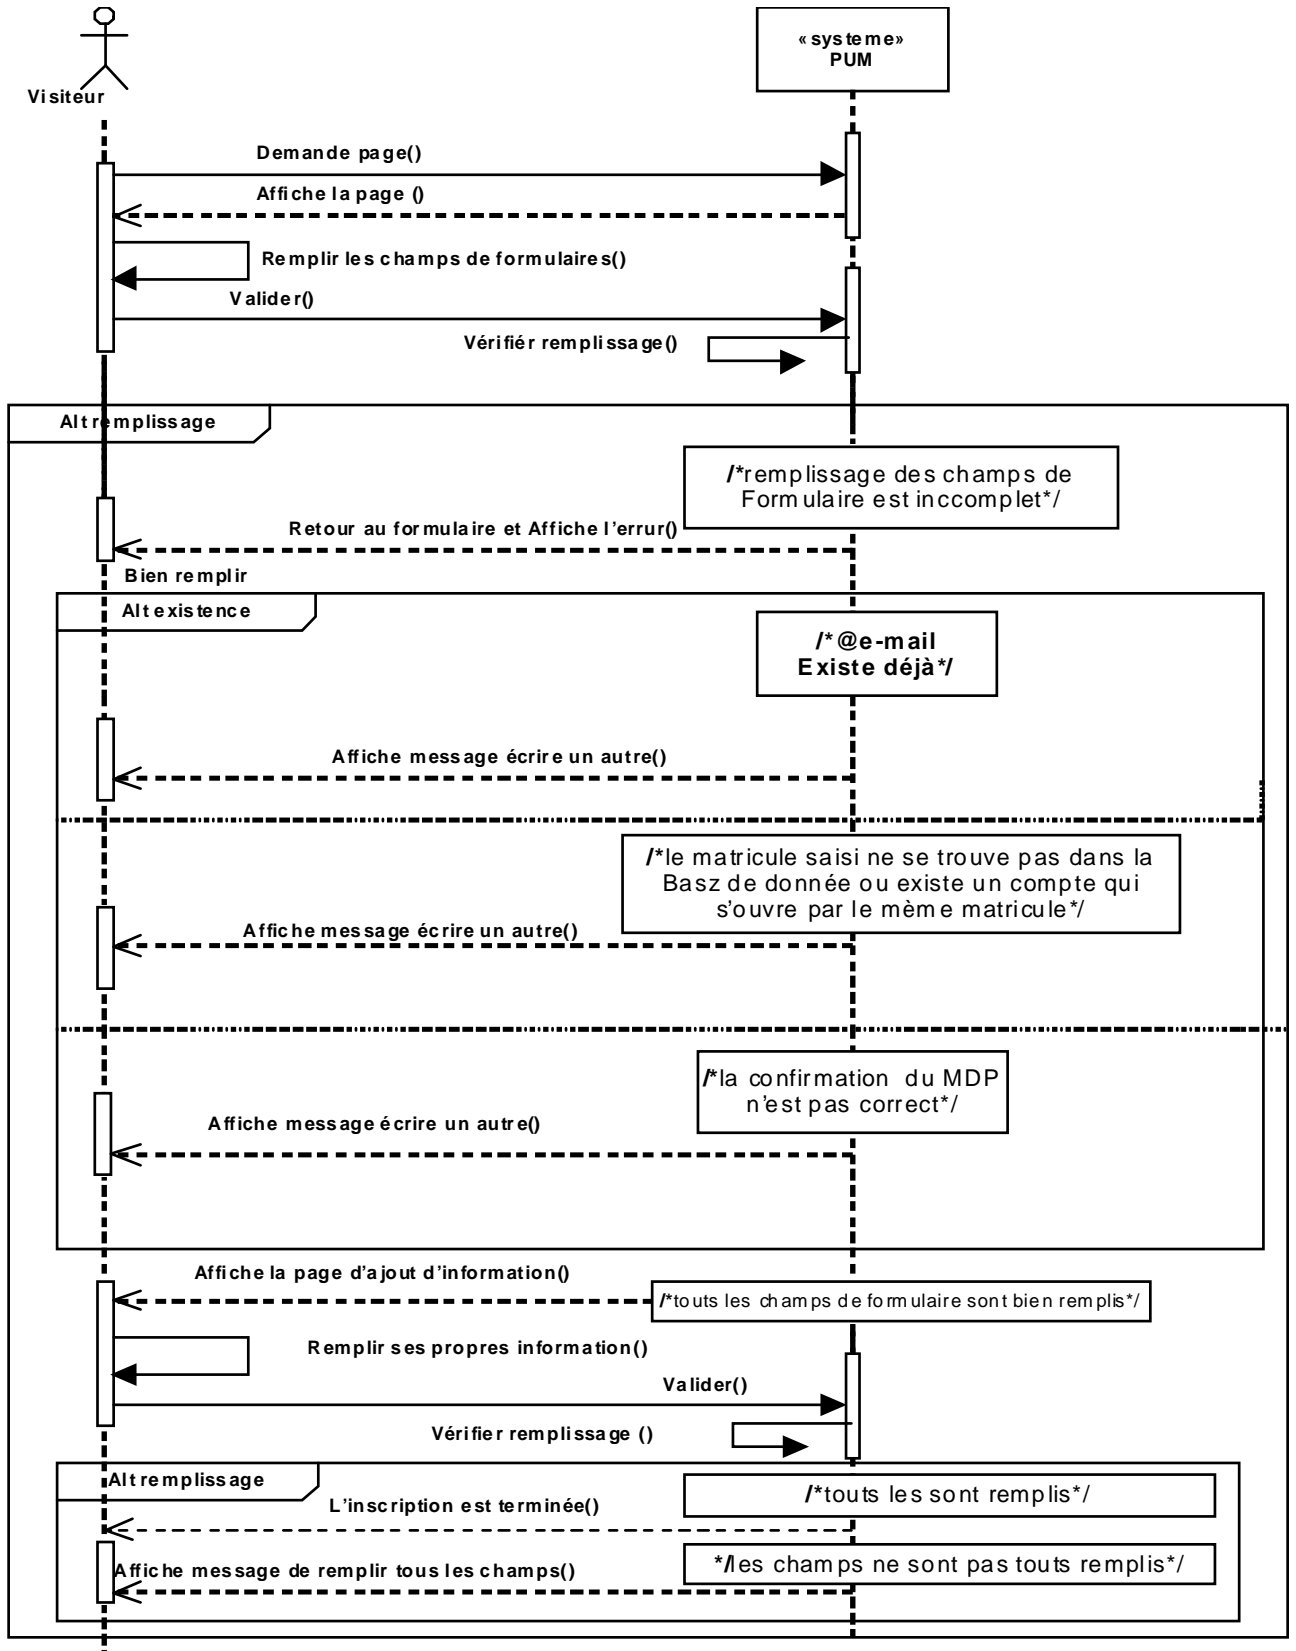 «systeme»
PUM
Visiteur
Demande page()
Affiche la page ()
Remplir les champs de formulaires()
Valider()
Vérifiér remplissage()
Alt remplissage
/*remplissage des champs de
Formulaire est inccomplet*/
Retour au formulaire et Affiche l'errur()
Bien remplir
Alt existence
/*@e-mail
Existe déjà*/
Affiche message écrire un autre()
/*le matricule saisi ne se trouve pas dans la
Basz de donnée ou existe un compte qui
s'ouvre par le mème matricule*/
Affiche message écrire un autre()
/*la confirmation du MDP
n'est pas correct*/
Affiche message écrire un autre()
Affiche la page d'ajout d'information()
/*touts les champs de formulaire sont bien remplis*/
Remplir ses propres information()
Valider()
Vérifier remplissage ()
Alt remplissage
/*touts les sont remplis*/
L'inscription est terminée()
*/les champs ne sont pas touts remplis*/
Affiche message de remplir tous les champs()